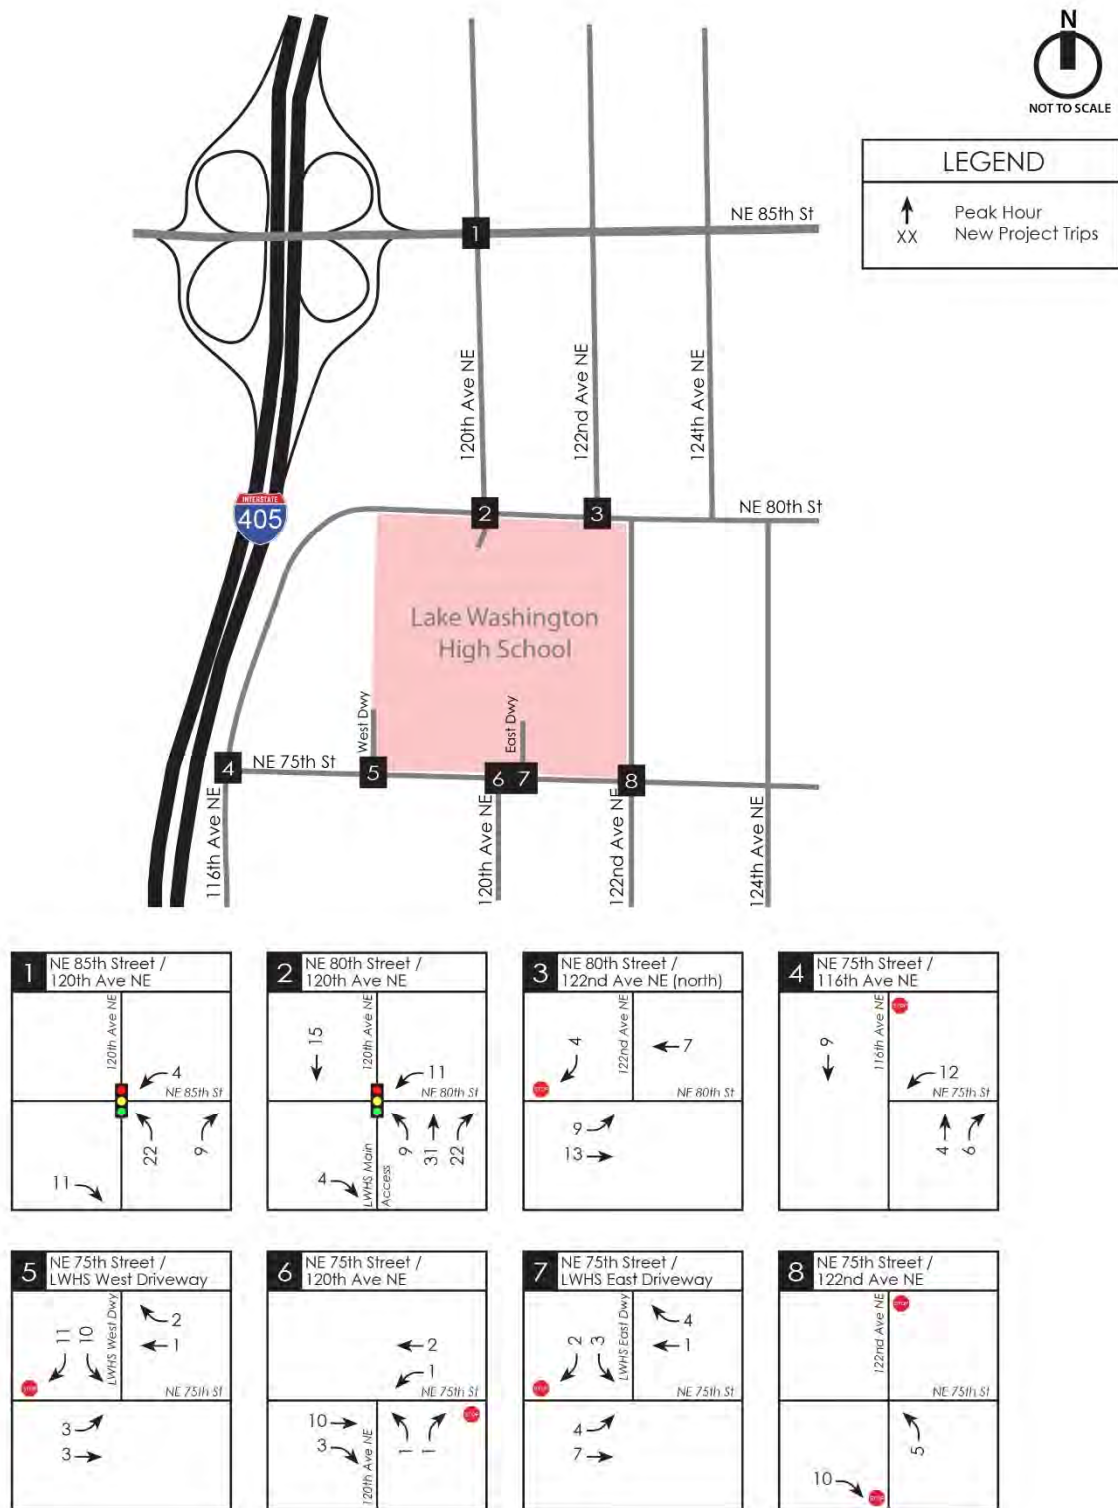 N
NOT TO SCALE
LEGEND
XX
Peak Hour
New Project Trips
NE 85th St
1
120th Ave NE
122nd Ave NE
124th Ave NE
INTERSTATE
405
2
3
NE 80th St
Lake Washington
High School
West Dwy
East Dwy
4
NE 75th St
5
6
7
8
116th Ave NE
120th Ave NE
122nd Ave NE
124th Ave NE
1
NE 85th Street /
120th Ave NE
120th Ave NE
4
NE 85th St
22
9
11
2
NE 80th Street /
120th Ave NE
15
120th Ave NE
11
NE 80th St
9
31
22
4
LWHS Main
Access
3
NE 80th Street /
122nd Ave NE (north)
4
122nd Ave NE
7
STOP
NE 80th St
9
13
4
NE 75th Street /
116th Ave NE
9
116th Ave NE
STOP
12
NE 75th St
4
6
5
NE 75th Street /
LWHS West Driveway
11
10
LWHS West Dwy
2
1
STOP
NE 75th St
3
3
6
NE 75th Street /
120th Ave NE
2
1
NE 75th St
10
3
120th Ave NE
1
1
STOP
7
NE 75th Street /
LWHS East Driveway
2
3
LWHS East Dwy
4
1
STOP
NE 75th St
4
7
8
NE 75th Street /
122nd Ave NE
122nd Ave NE
STOP
NE 75th St
5
10
STOP